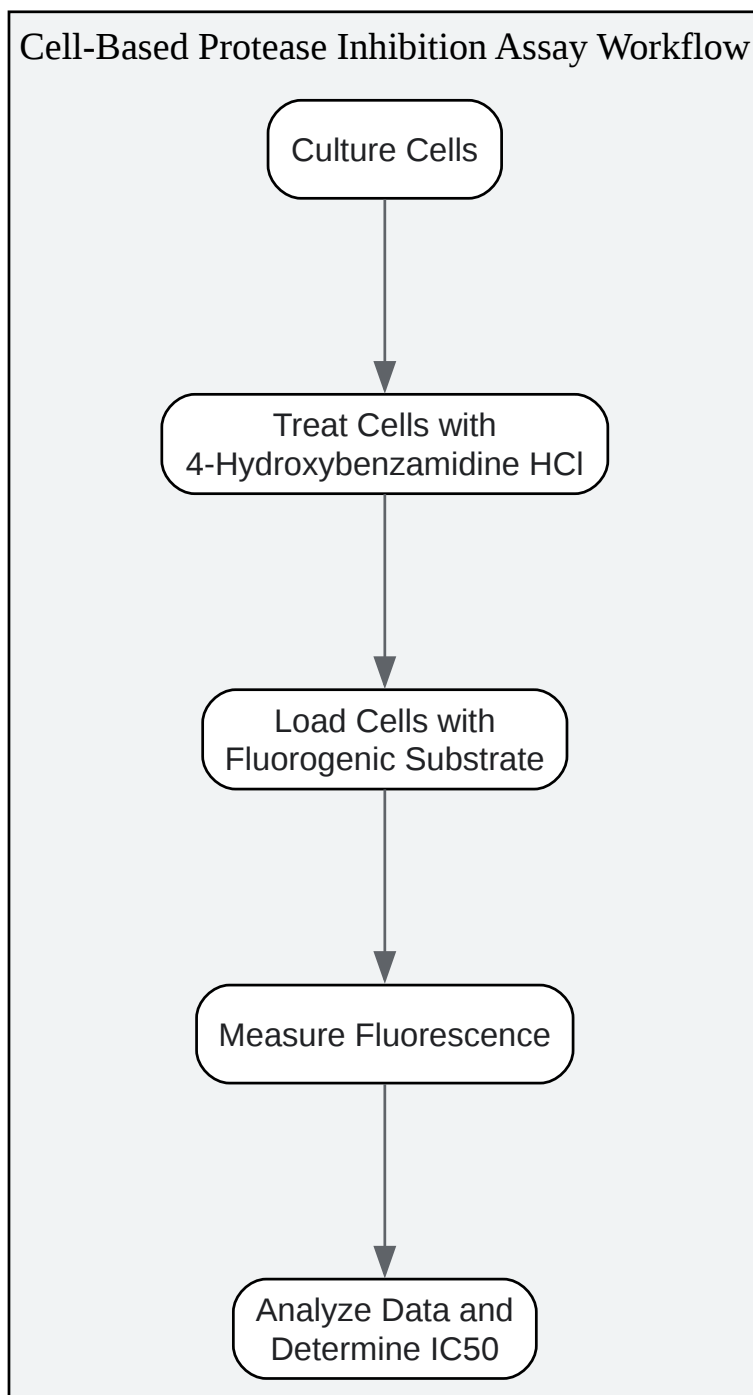 Cell-Based Protease Inhibition Assay Workflow
Culture Cells
Treat Cells with
4-Hydroxybenzamidine HCl
Load Cells with
Fluorogenic Substrate
Measure Fluorescence
Analyze Data and
Determine IC50